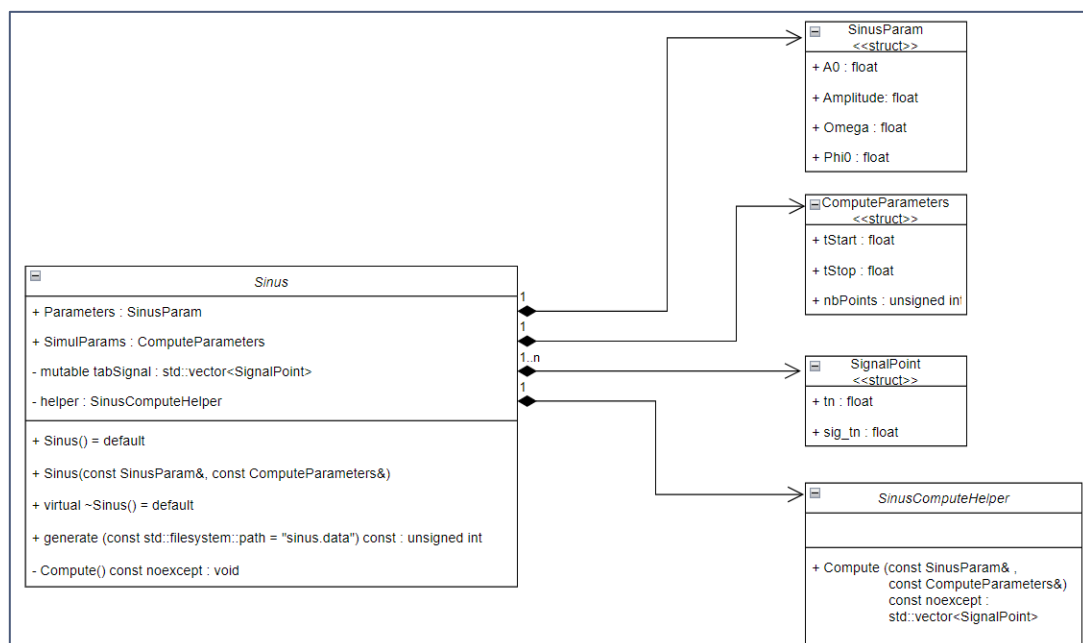 SinusParam
<<struct>>
+ A0 : float
+ Amplitude: float
+ Omega : float
+ Phi0 : float
ComputeParameters
<<struct>>
+ tStart : float
+ tStop : float
+ nbPoints : unsigned int
Sinus
+ Parameters : SinusParam
+ SimulParams : ComputeParameters
- mutable tabSignal : std::vector<SignalPoint>
- helper : SinusComputeHelper
+ Sinus() = default
+ Sinus(const SinusParam&, const ComputeParameters&)
+ virtual ~Sinus() = default
+ generate (const std::filesystem::path = "sinus.data") const : unsigned int
- Compute() const noexcept : void
1
1
1..n
1
SignalPoint
<<struct>>
+ tn : float
+ sig_tn : float
SinusComputeHelper
+ Compute (const SinusParam& ,
const ComputeParameters&)
const noexcept :
std::vector<SignalPoint>